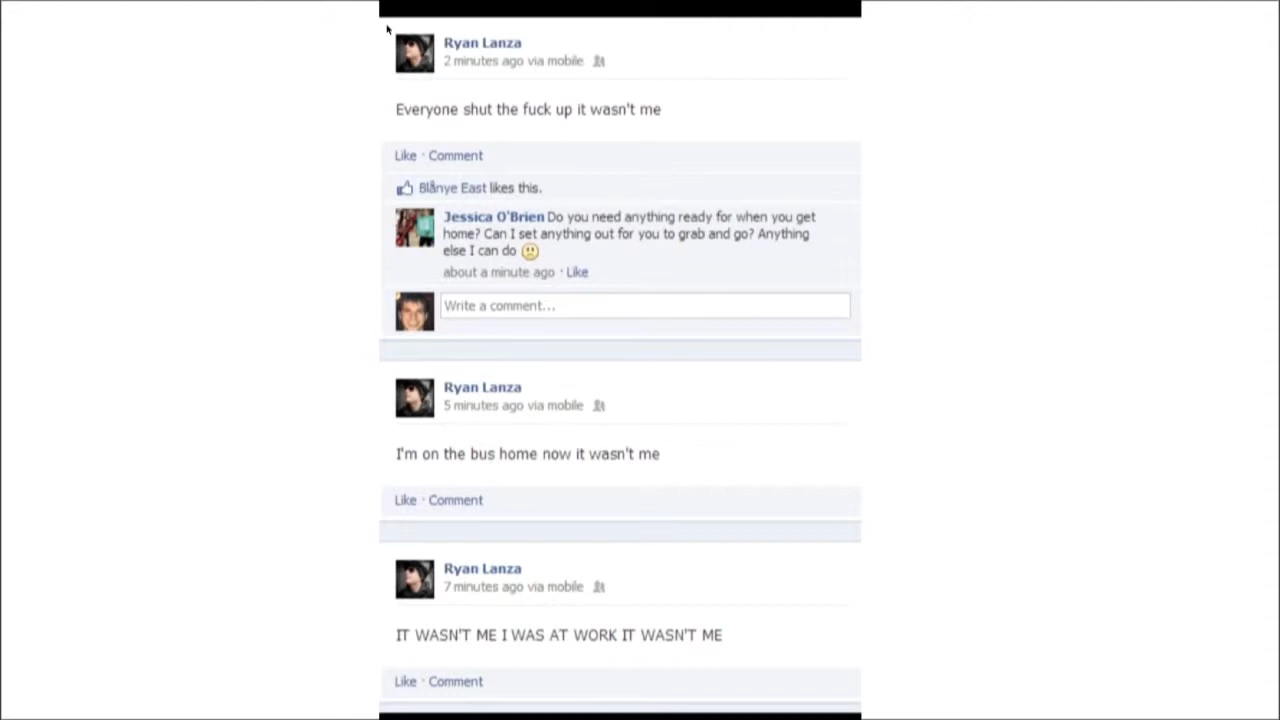 Ryan Lanza
2 minutes ago via mobile
Everyone shut the fuck up it wasn't me
Like · Comment
Blånye East likes this.
Jessica O'Brien Do you need anything ready for when you get
home? Can I set anything out for you to grab and go? Anything
else I can do
about a minute ago · Like
Write a comment...
Ryan Lanza
5 minutes ago via mobile
I'm on the bus home now it wasn't me
Like · Comment
Ryan Lanza
7 minutes ago via mobile
IT WASN'T ME I WAS AT WORK IT WASN'T ME
Like · Comment